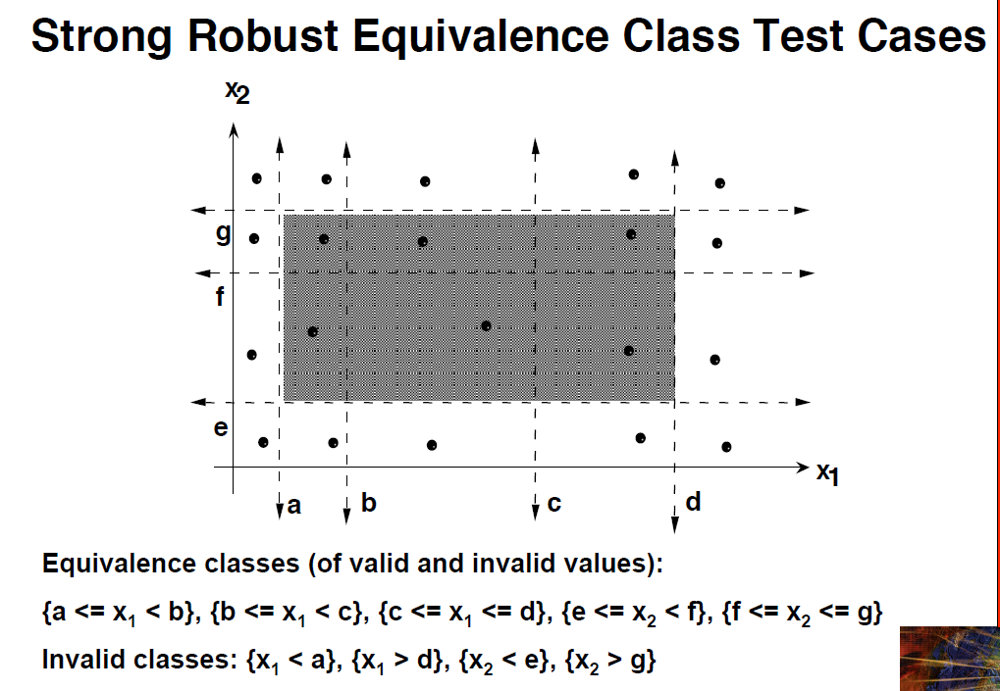 Strong Robust Equivalence Class Test Cases
x2
g
f
e
x1
a
b
c
d
Equivalence classes (of valid and invalid values):
{a <= x1 < b}, {b <= x1 < c}, {c <= x1 <= d}, {e <= x2 < f}, {f <= x2 <= g}
Invalid classes: {x1 < a}, {x1 > d}, {x2 < e}, {x2 > g}